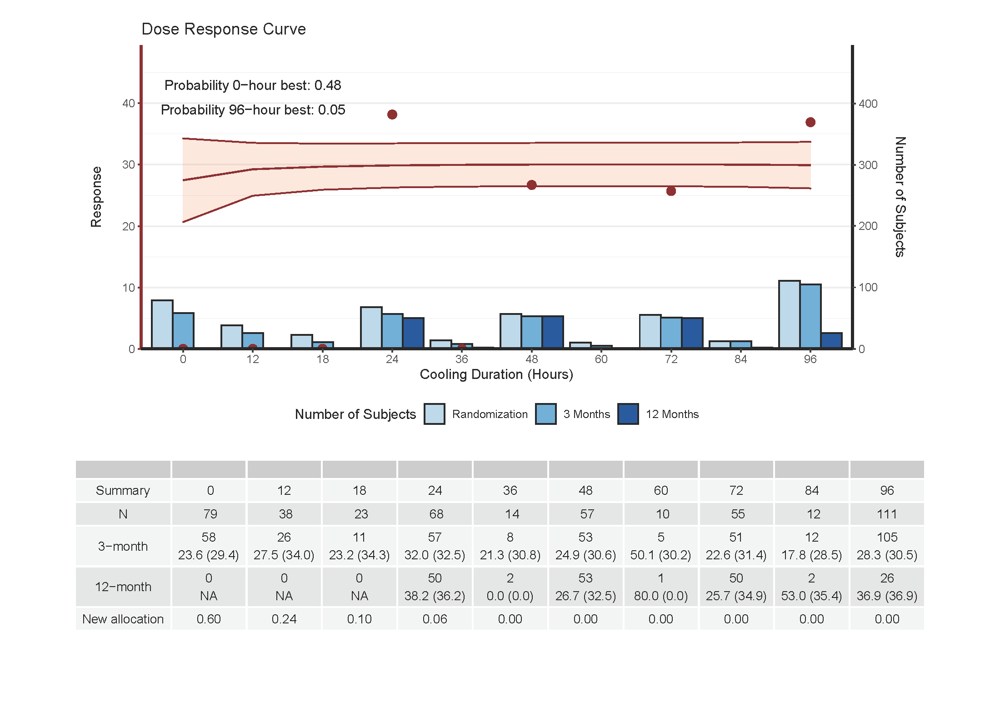 Dose Response Curve
Probability 0−hour best: 0.48
Probability 96−hour best: 0.05
Response
40
30
20
10
0
400
300
200
100
0
Number of Subjects
0 12 18 24 36 48 60 72 84 96
Cooling Duration (Hours)
Number of Subjects Randomization 3 Months 12 Months
Summary 0 12 18 24 36 48 60 72 84 96
N 79 38 23 68 14 57 10 55 12 111
3−month
58 26 11 57 8 53 5 51 12 105
23.6 (29.4) 27.5 (34.0) 23.2 (34.3) 32.0 (32.5) 21.3 (30.8) 24.9 (30.6) 50.1 (30.2) 22.6 (31.4) 17.8 (28.5) 28.3 (30.5)
12−month
0 0 0 50 2 53 1 50 2 26
NA NA NA 38.2 (36.2) 0.0 (0.0) 26.7 (32.5) 80.0 (0.0) 25.7 (34.9) 53.0 (35.4) 36.9 (36.9)
New allocation 0.60 0.24 0.10 0.06 0.00 0.00 0.00 0.00 0.00 0.00